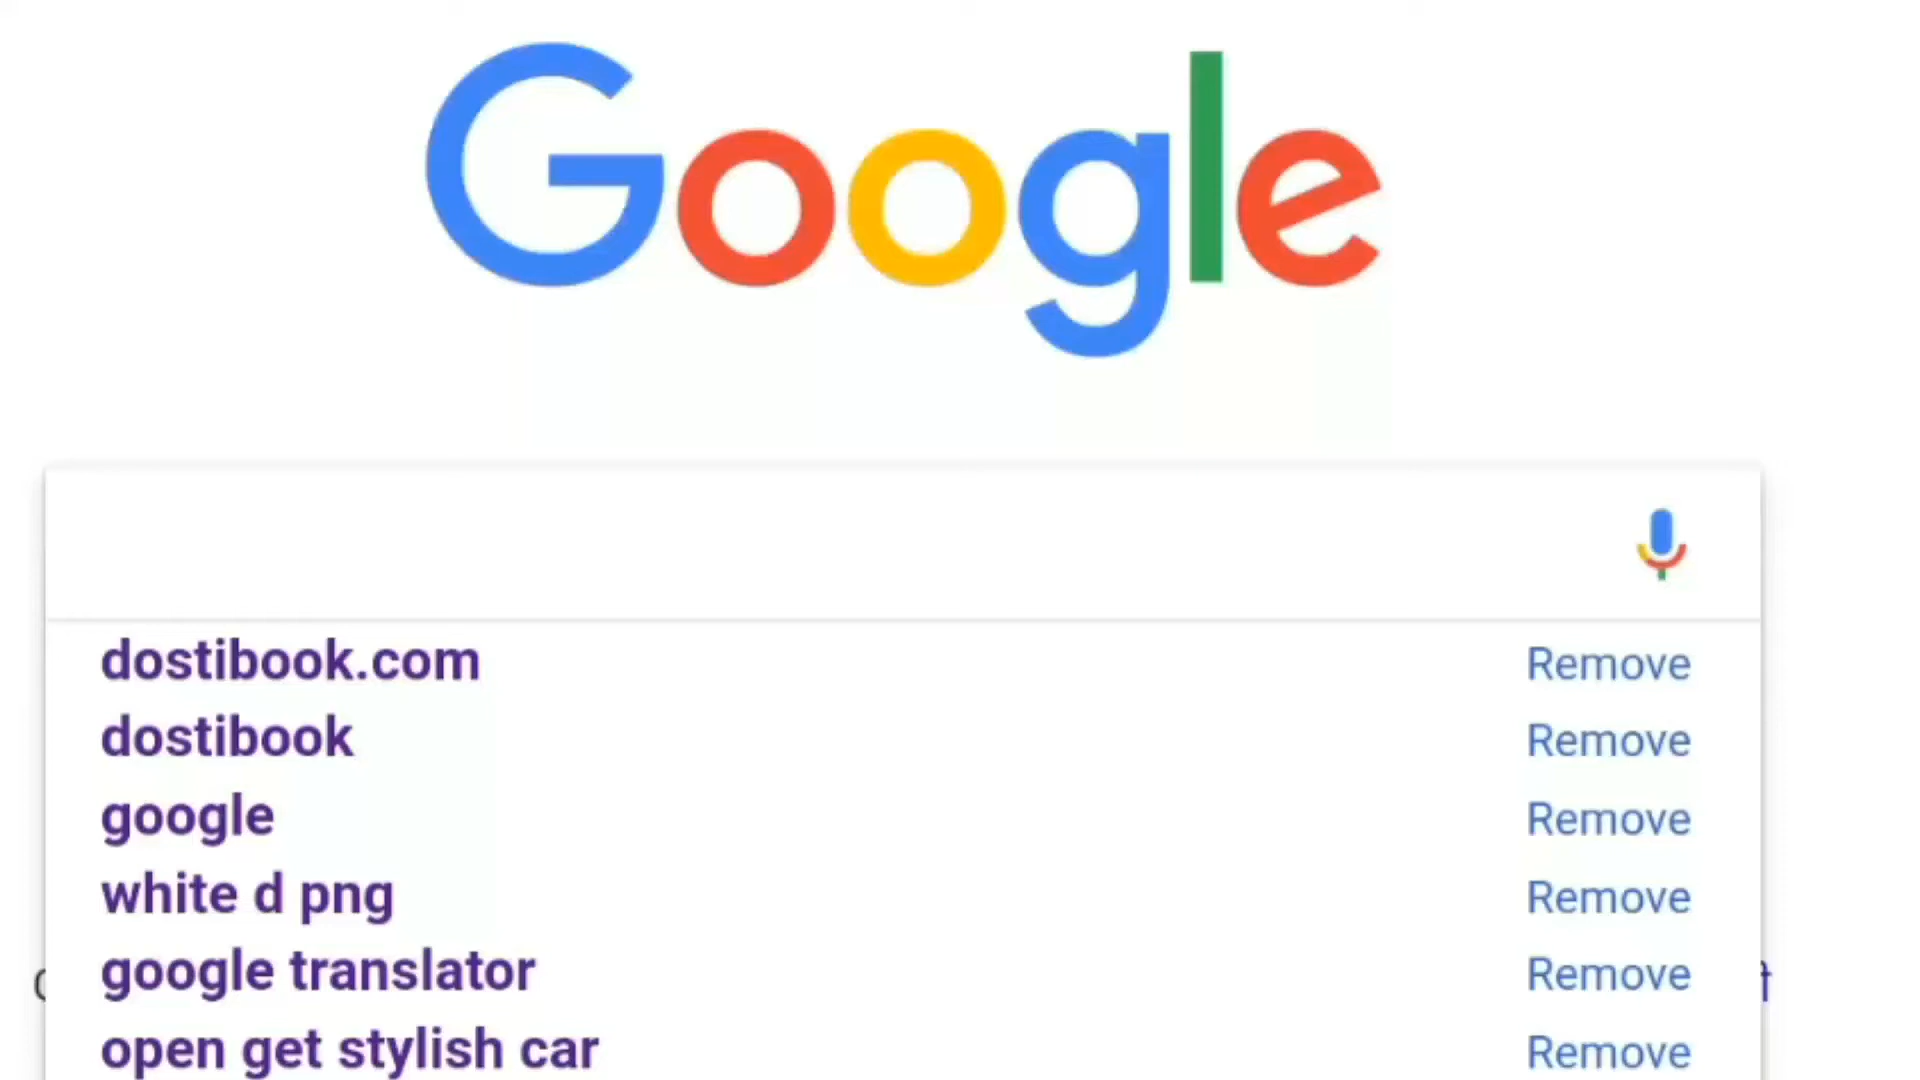 Google
dostibook.com Remove
dostibook Remove
google Remove
white d png Remove
google translator Remove
open get stylish car Remove